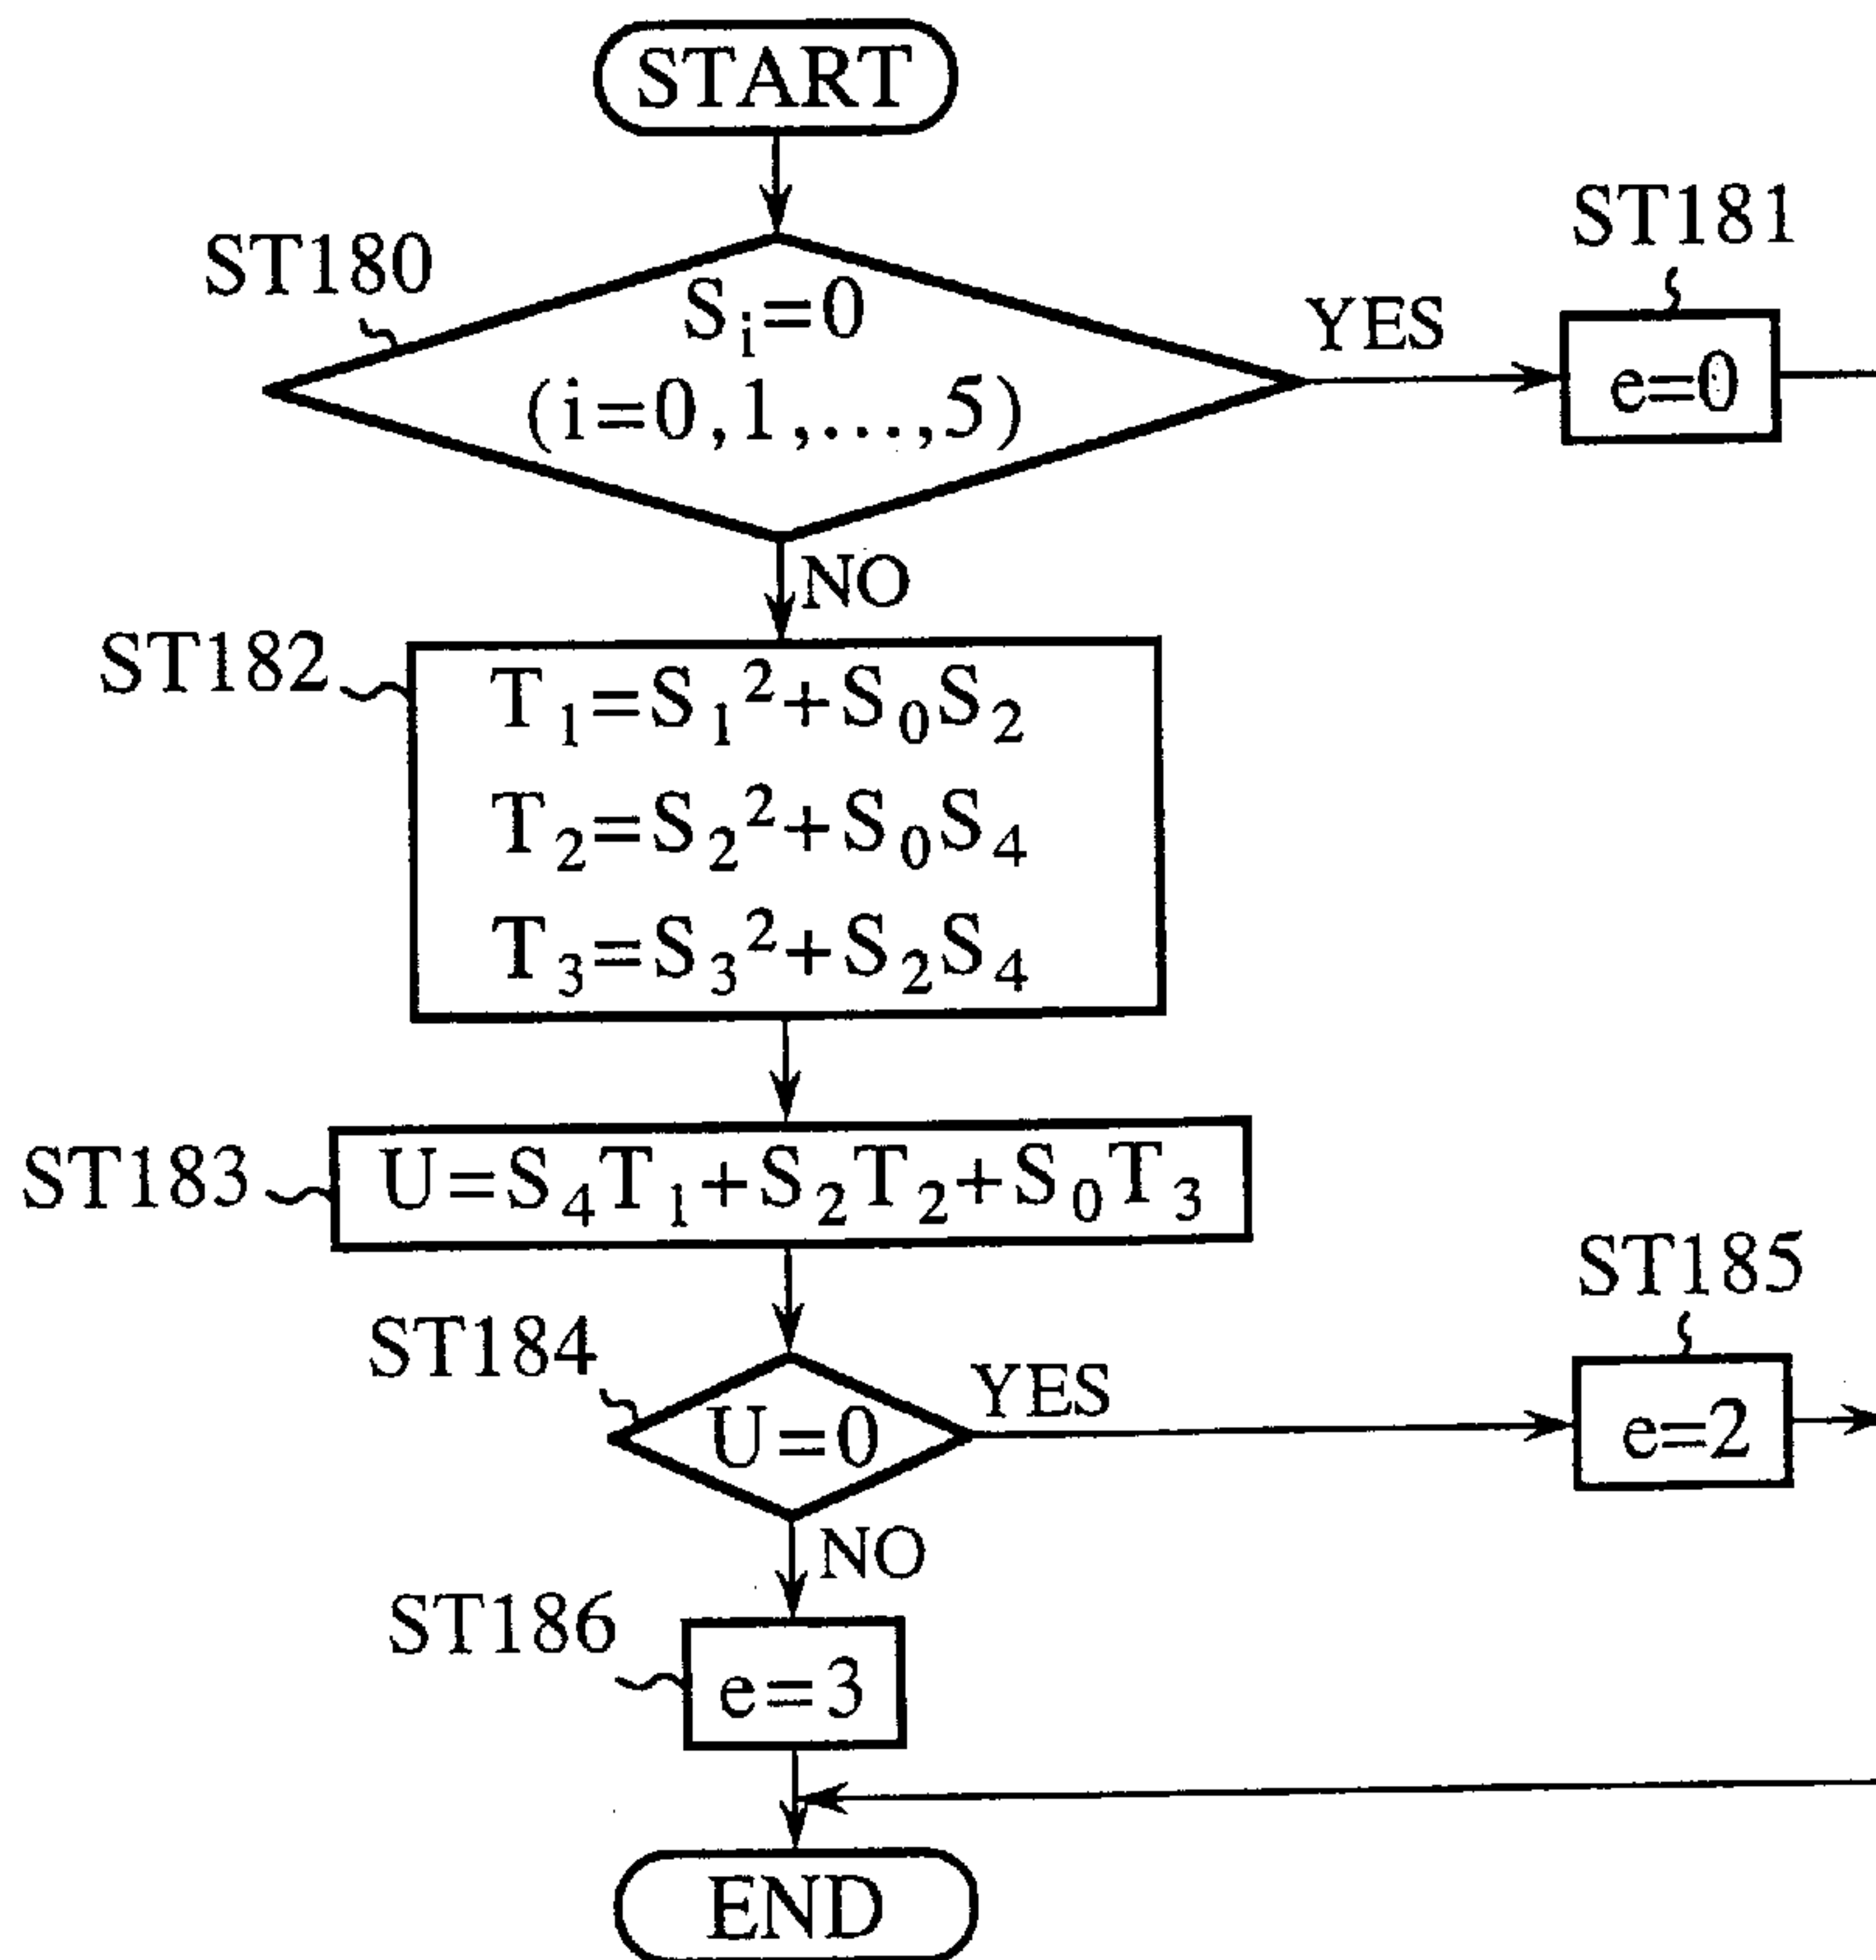 START
ST180
Sᵢ=0
(i=0,1,...,5)
YES
ST181
e=0
NO
ST182
T₁=S₁²+S₀S₂
T₂=S₂²+S₀S₄
T₃=S₃²+S₂S₄
ST183
U=S₄T₁+S₂T₂+S₀T₃
ST184
U=0
YES
ST185
e=2
NO
ST186
e=3
END